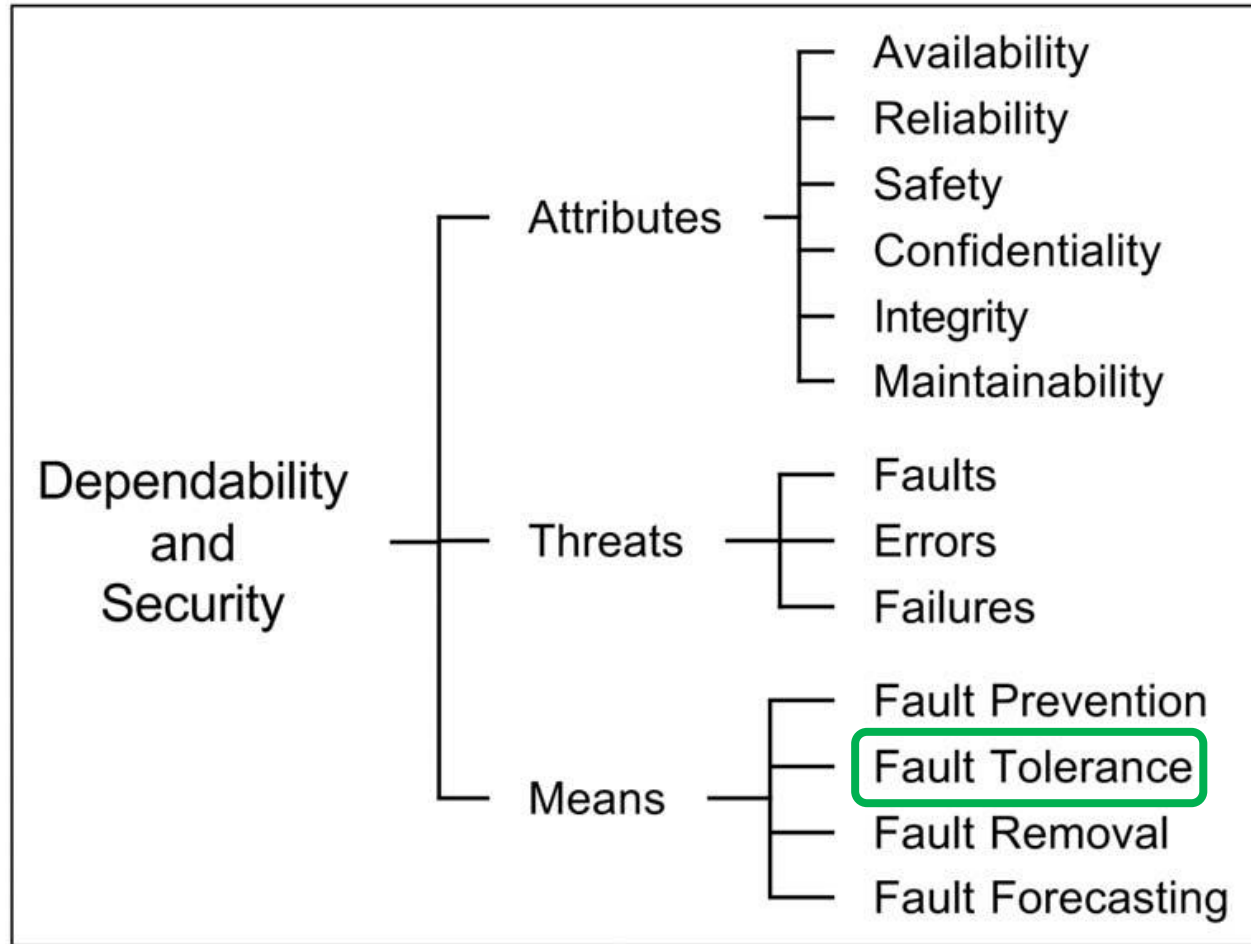 Dependability
and
Security
Attributes
Availability
Reliability
Safety
Confidentiality
Integrity
Maintainability
Threats
Faults
Errors
Failures
Means
Fault Prevention
Fault Tolerance
Fault Removal
Fault Forecasting